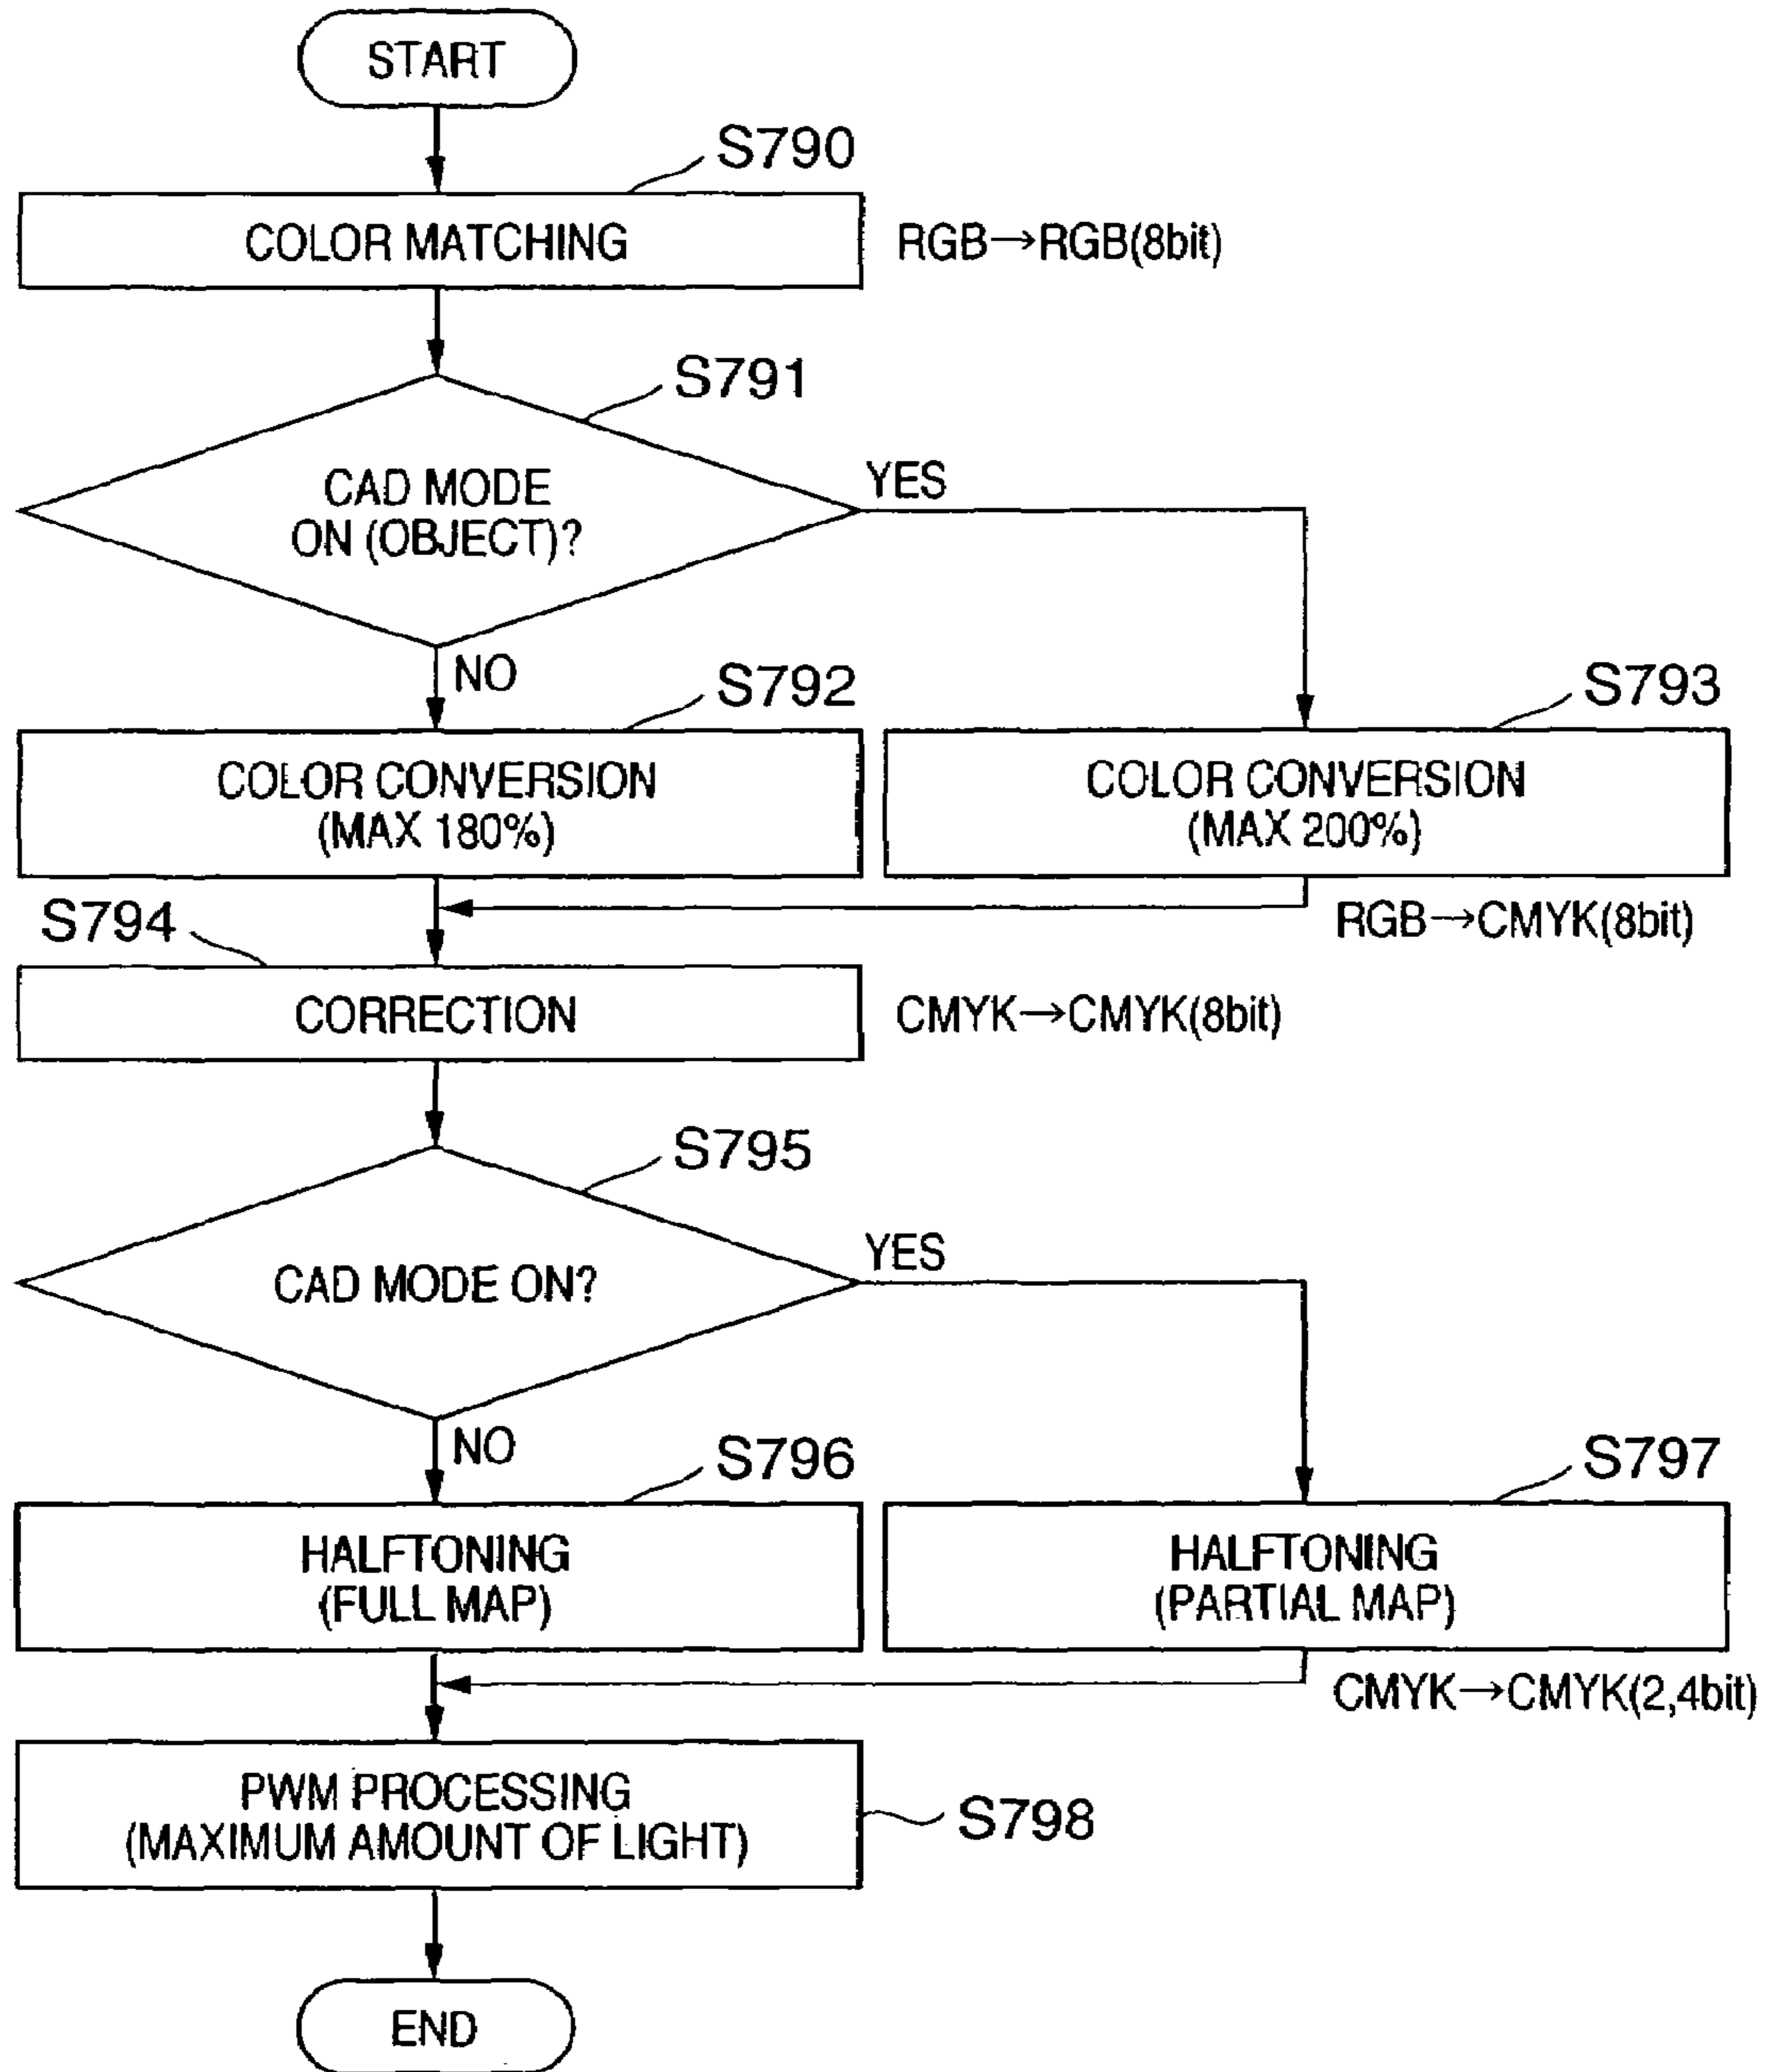 START
S790
COLOR MATCHING
RGB→RGB(8bit)
S791
CAD MODE
ON (OBJECT)?
YES
NO
S792
COLOR CONVERSION
(MAX 180%)
S793
COLOR CONVERSION
(MAX 200%)
RGB→CMYK(8bit)
S794
CORRECTION
CMYK→CMYK(8bit)
S795
CAD MODE ON?
YES
NO
S796
HALFTONING
(FULL MAP)
S797
HALFTONING
(PARTIAL MAP)
CMYK→CMYK(2,4bit)
PWM PROCESSING
(MAXIMUM AMOUNT OF LIGHT)
S798
END